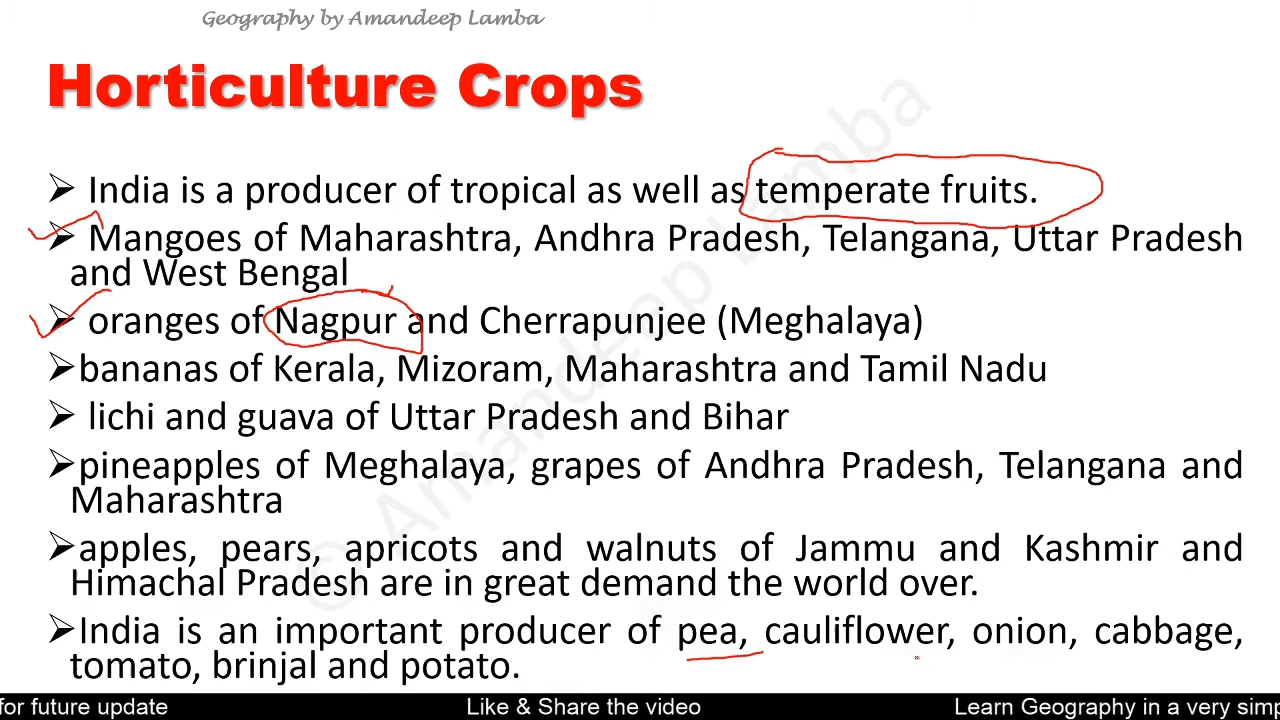 Geography by Amandeep Lamba
Horticulture Crops
➢ India is a producer of tropical as well as temperate fruits.
➢ Mangoes of Maharashtra, Andhra Pradesh, Telangana, Uttar Pradesh
and West Bengal
➢ oranges of Nagpur and Cherrapunjee (Meghalaya)
➢bananas of Kerala, Mizoram, Maharashtra and Tamil Nadu
➢ lichi and guava of Uttar Pradesh and Bihar
➢pineapples of Meghalaya, grapes of Andhra Pradesh, Telangana and
Maharashtra
➢apples, pears, apricots and walnuts of Jammu and Kashmir and
Himachal Pradesh are in great demand the world over.
➢India is an important producer of pea, cauliflower, onion, cabbage,
tomato, brinjal and potato.
© Amandeep Lamba
for future update Like & Share the video Learn Geography in a very simp